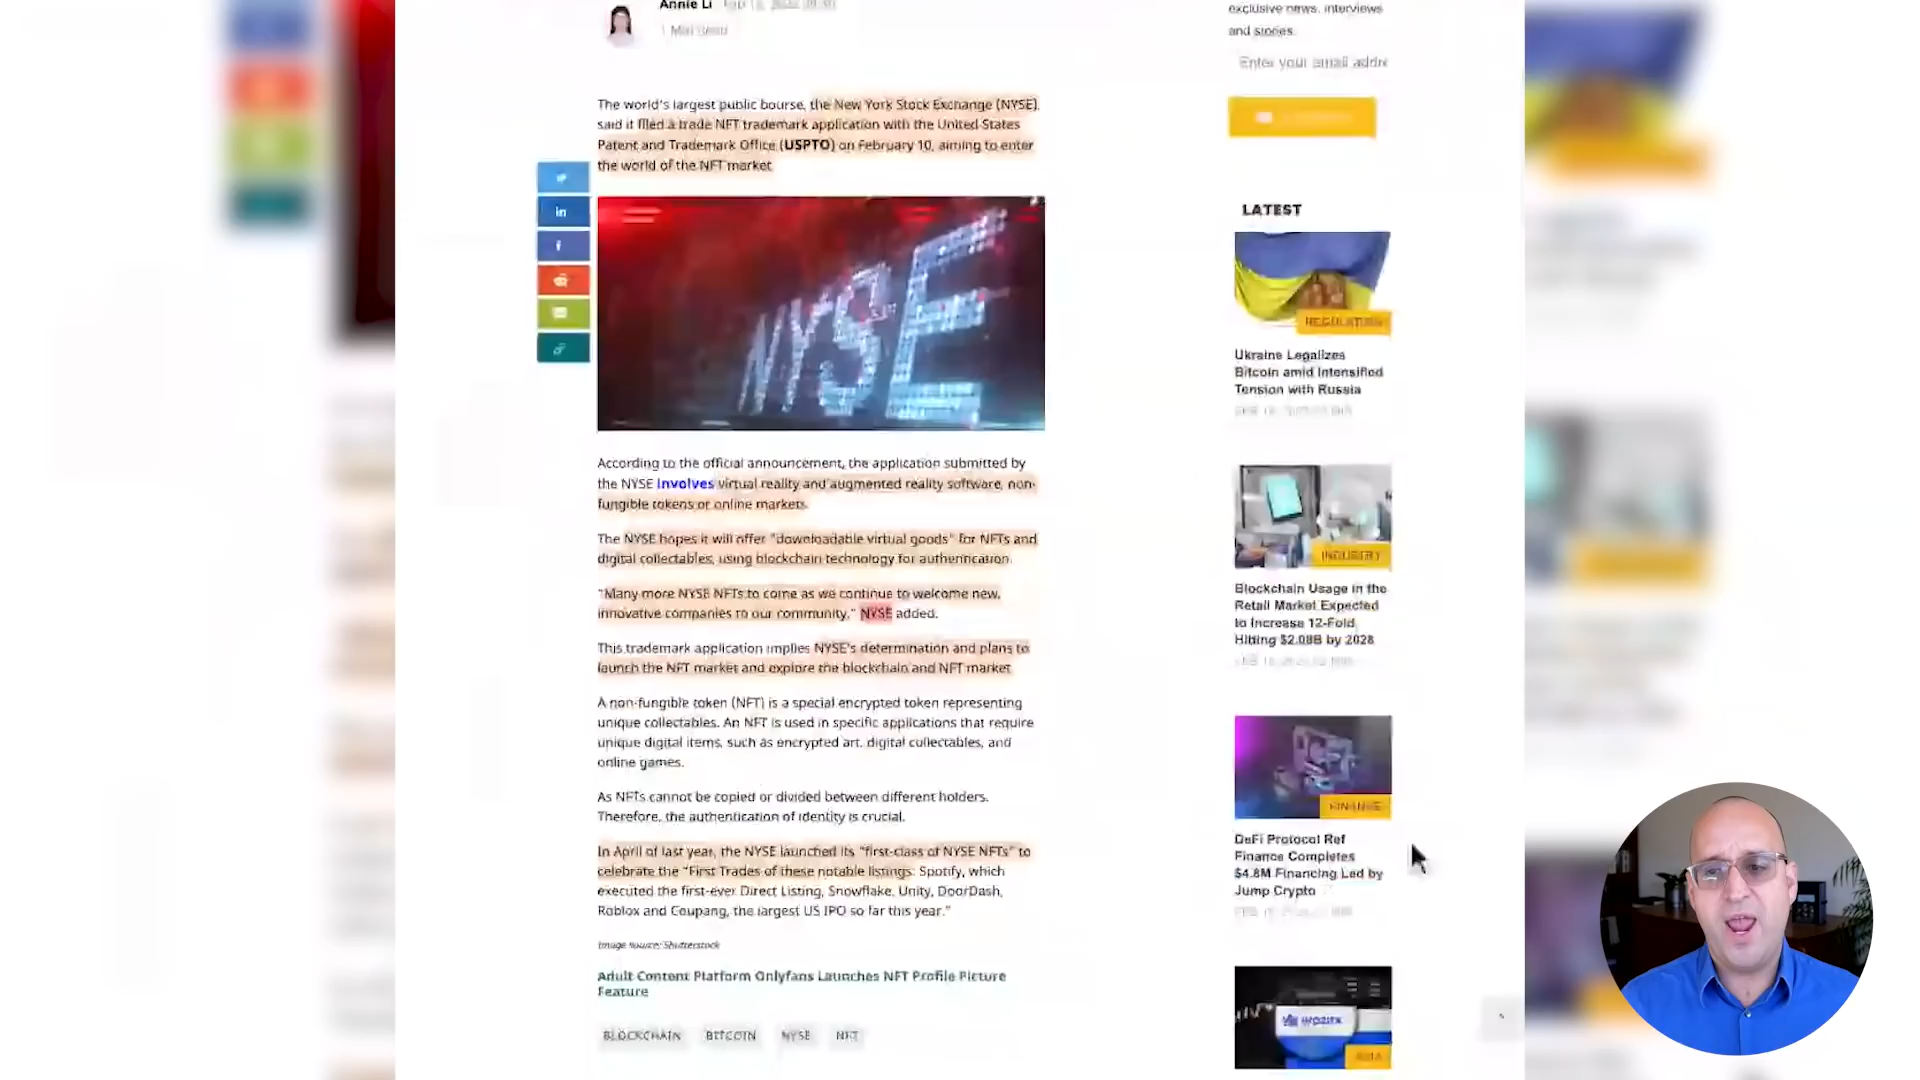 Annie Li
The world's largest public bourse, the New York Stock Exchange (NYSE),
said it filed a trade NFT trademark application with the United States
Patent and Trademark Office (USPTO) on February 10, aiming to enter
the world of the NFT market.
in
f
NYSE
According to the official announcement, the application submitted by
the NYSE involves virtual reality and augmented reality software, non-
fungible tokens or online markets.
The NYSE hopes it will offer "downloadable virtual goods" for NFTs and
digital collectables, using blockchain technology for authentication.
"Many more NYSE NFTs to come as we continue to welcome new,
innovative companies to our community," NYSE added.
This trademark application implies NYSE's determination and plans to
launch the NFT market and explore the blockchain and NFT market.
A non-fungible token (NFT) is a special encrypted token representing
unique collectables. An NFT is used in specific applications that require
unique digital items, such as encrypted art, digital collectables, and
online games.
As NFTs cannot be copied or divided between different holders.
Therefore, the authentication of identity is crucial.
In April of last year, the NYSE launched its "first-class of NYSE NFTs" to
celebrate the "First Trades of these notable listings: Spotify, which
executed the first-ever Direct Listing, Snowflake, Unity, DoorDash,
Roblox and Coupang, the largest US IPO so far this year."
Image source: Shutterstock
Adult Content Platform Onlyfans Launches NFT Profile Picture
Feature
BLOCKCHAIN BITCOIN NYSE NFT
exclusive news, interviews
and stories.
Enter your email addre
LATEST
REGULATION
Ukraine Legalizes
Bitcoin amid Intensified
Tension with Russia
INDUSTRY
Blockchain Usage in the
Retail Market Expected
to Increase 12-Fold
Hitting $2.08B by 2028
FINANCE
DeFi Protocol Ref
Finance Completes
$4.8M Financing Led by
Jump Crypto
ASIA